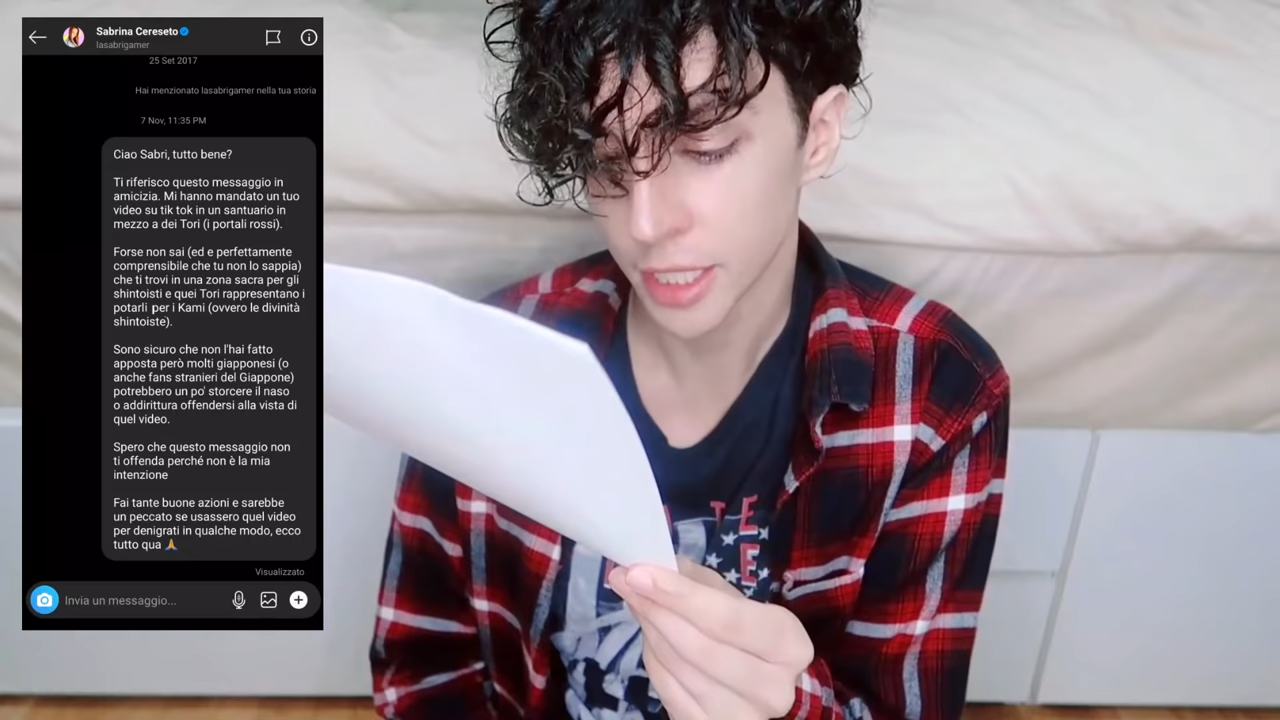 Sabrina Cereseto
lasabrigamer
25 Set 2017
Hai menzionato lasabrigamer nella tua storia
7 Nov, 11:35 PM
Ciao Sabri, tutto bene?
Ti riferisco questo messaggio in
amicizia. Mi hanno mandato un tuo
video su tik tok in un santuario in
mezzo a dei Tori (i portali rossi).
Forse non sai (ed e perfettamente
comprensibile che tu non lo sappia)
che ti trovi in una zona sacra per gli
shintoisti e quei Tori rappresentano i
potarli per i Kami (ovvero le divinità
shintoiste).
Sono sicuro che non l'hai fatto
apposta però molti giapponesi (o
anche fans stranieri del Giappone)
potrebbero un po' storcere il naso
o addirittura offendersi alla vista di
quel video.
Spero che questo messaggio non
ti offenda perché non è la mia
intenzione
Fai tante buone azioni e sarebbe
un peccato se usassero quel video
per denigrati in qualche modo, ecco
tutto qua 🙏
Visualizzato
Invia un messaggio...